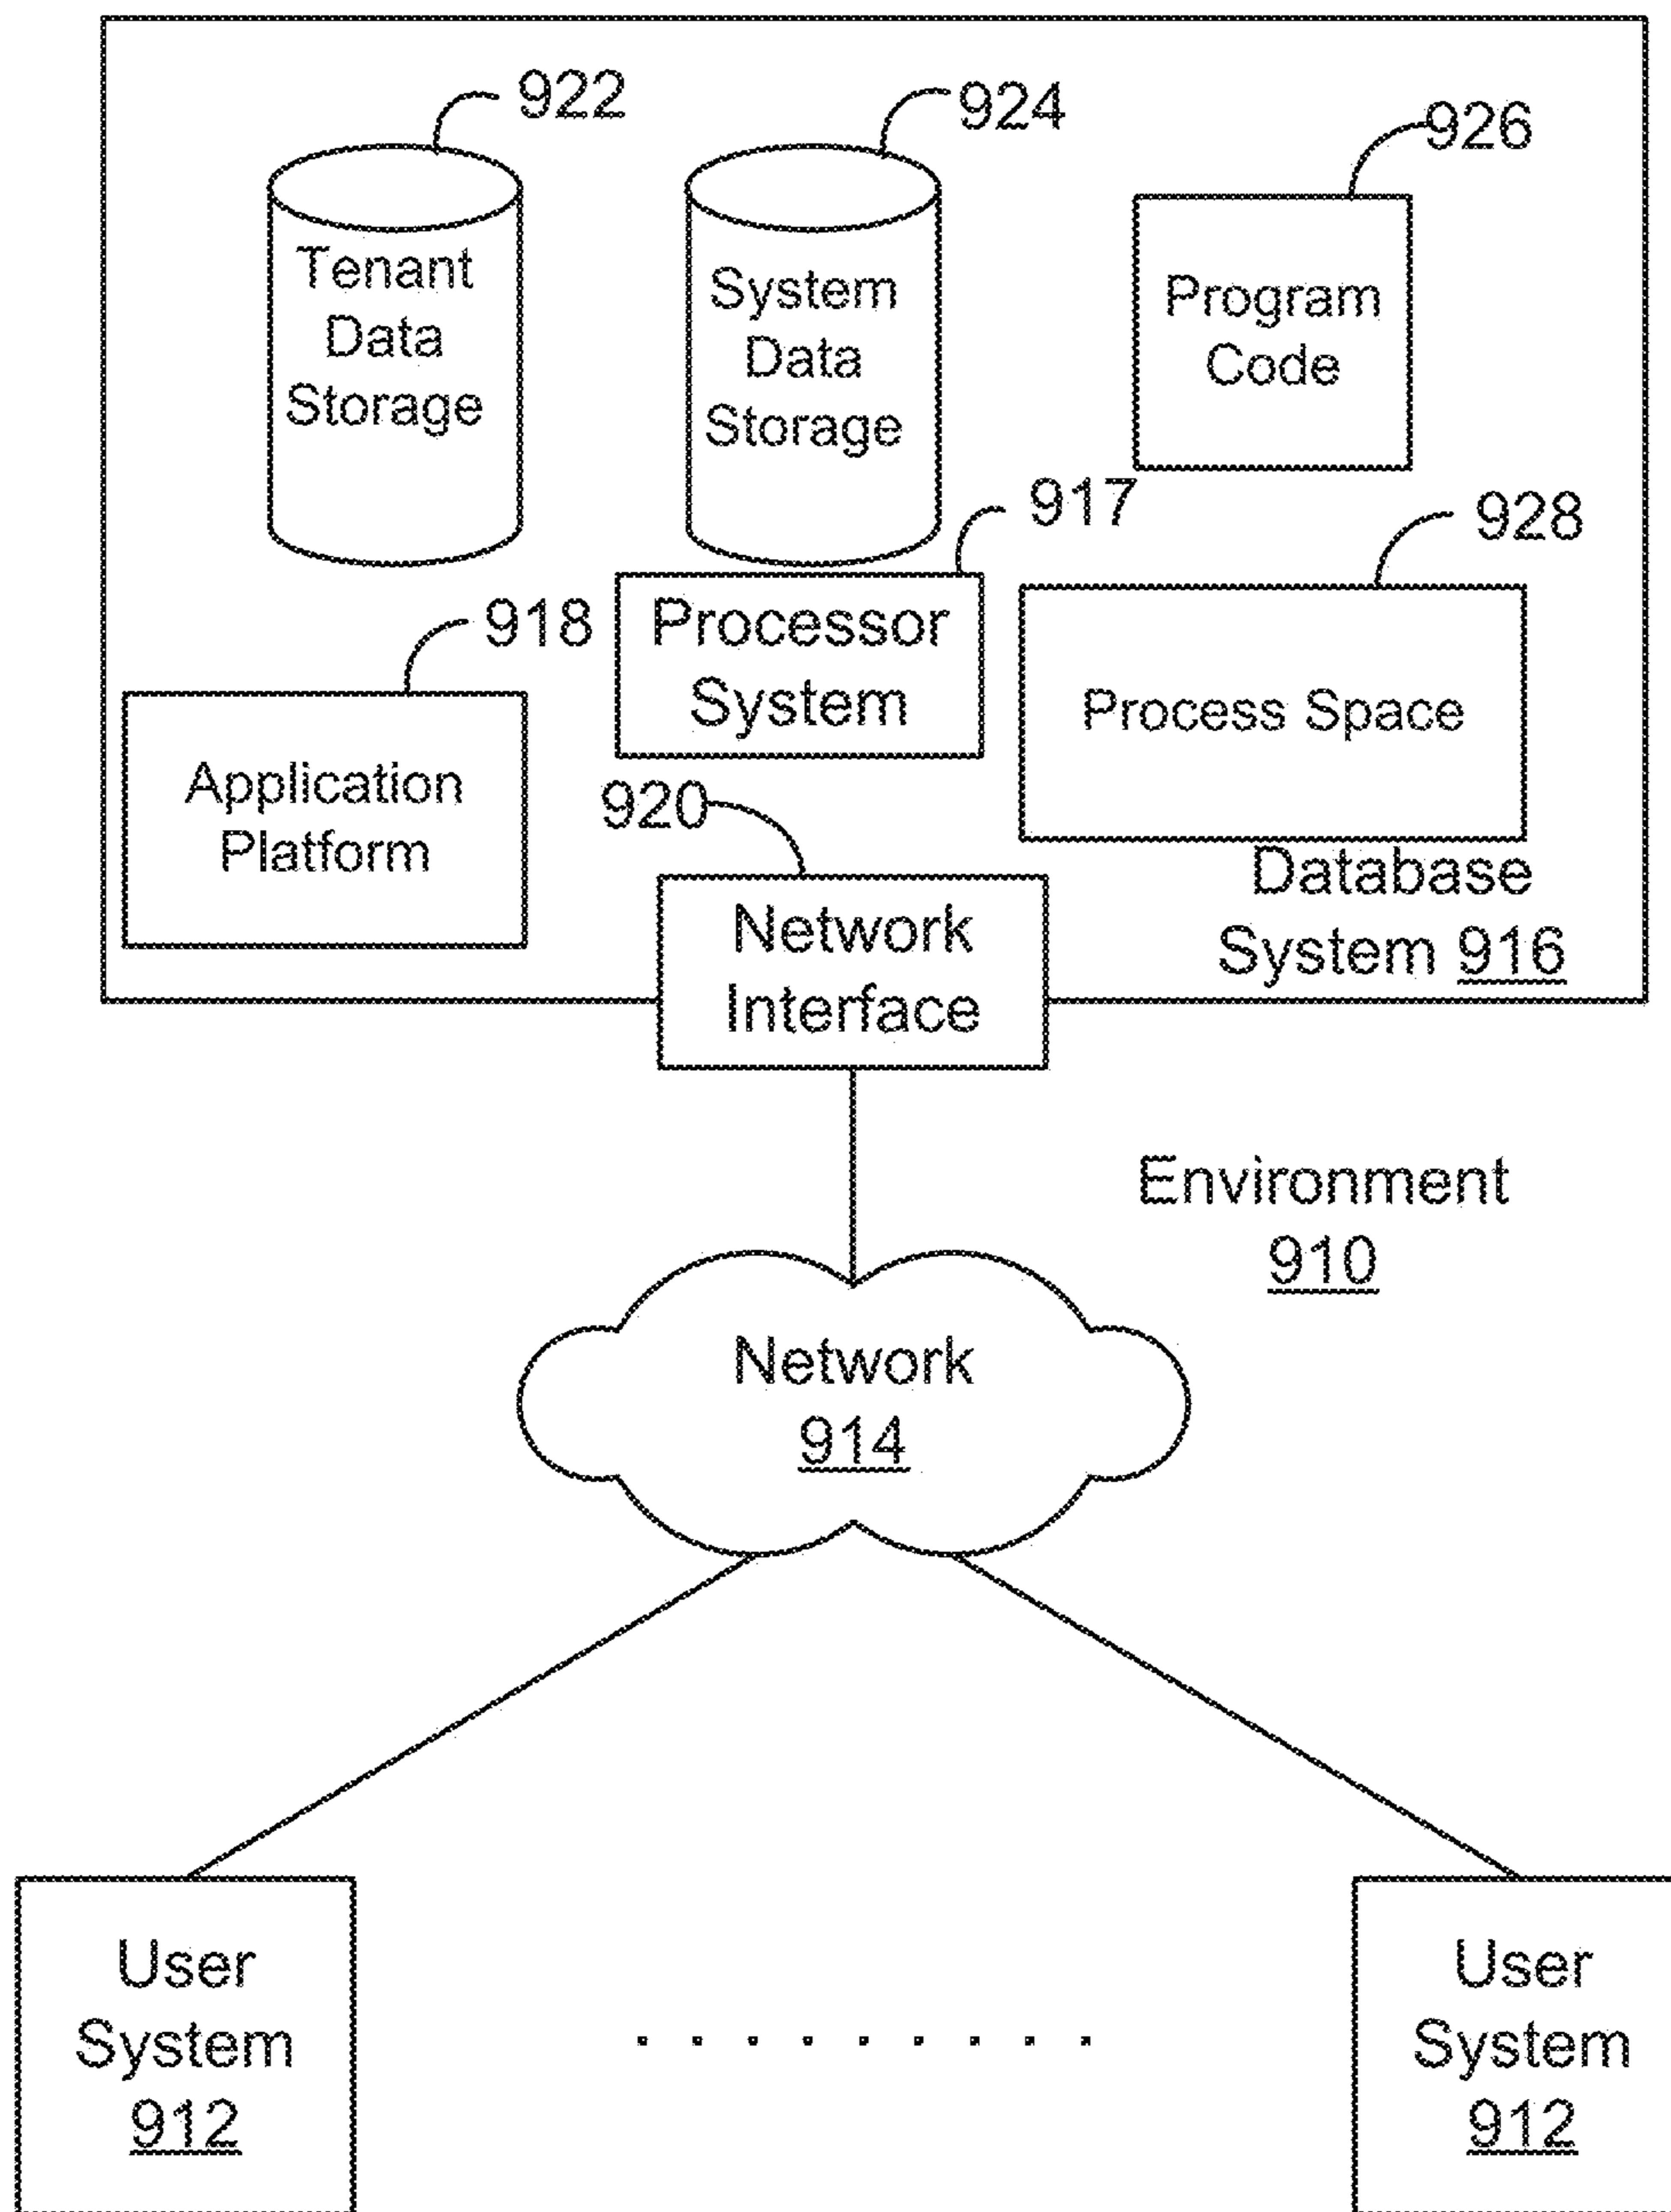 922
924
926
Tenant
Data
Storage
System
Data
Storage
Program
Code
917
928
918
Processor
System
Process Space
Application
Platform
920
Database
System 916
Network
Interface
Environment
910
Network
914
User
System
912
. . . . . . . . .
User
System
912